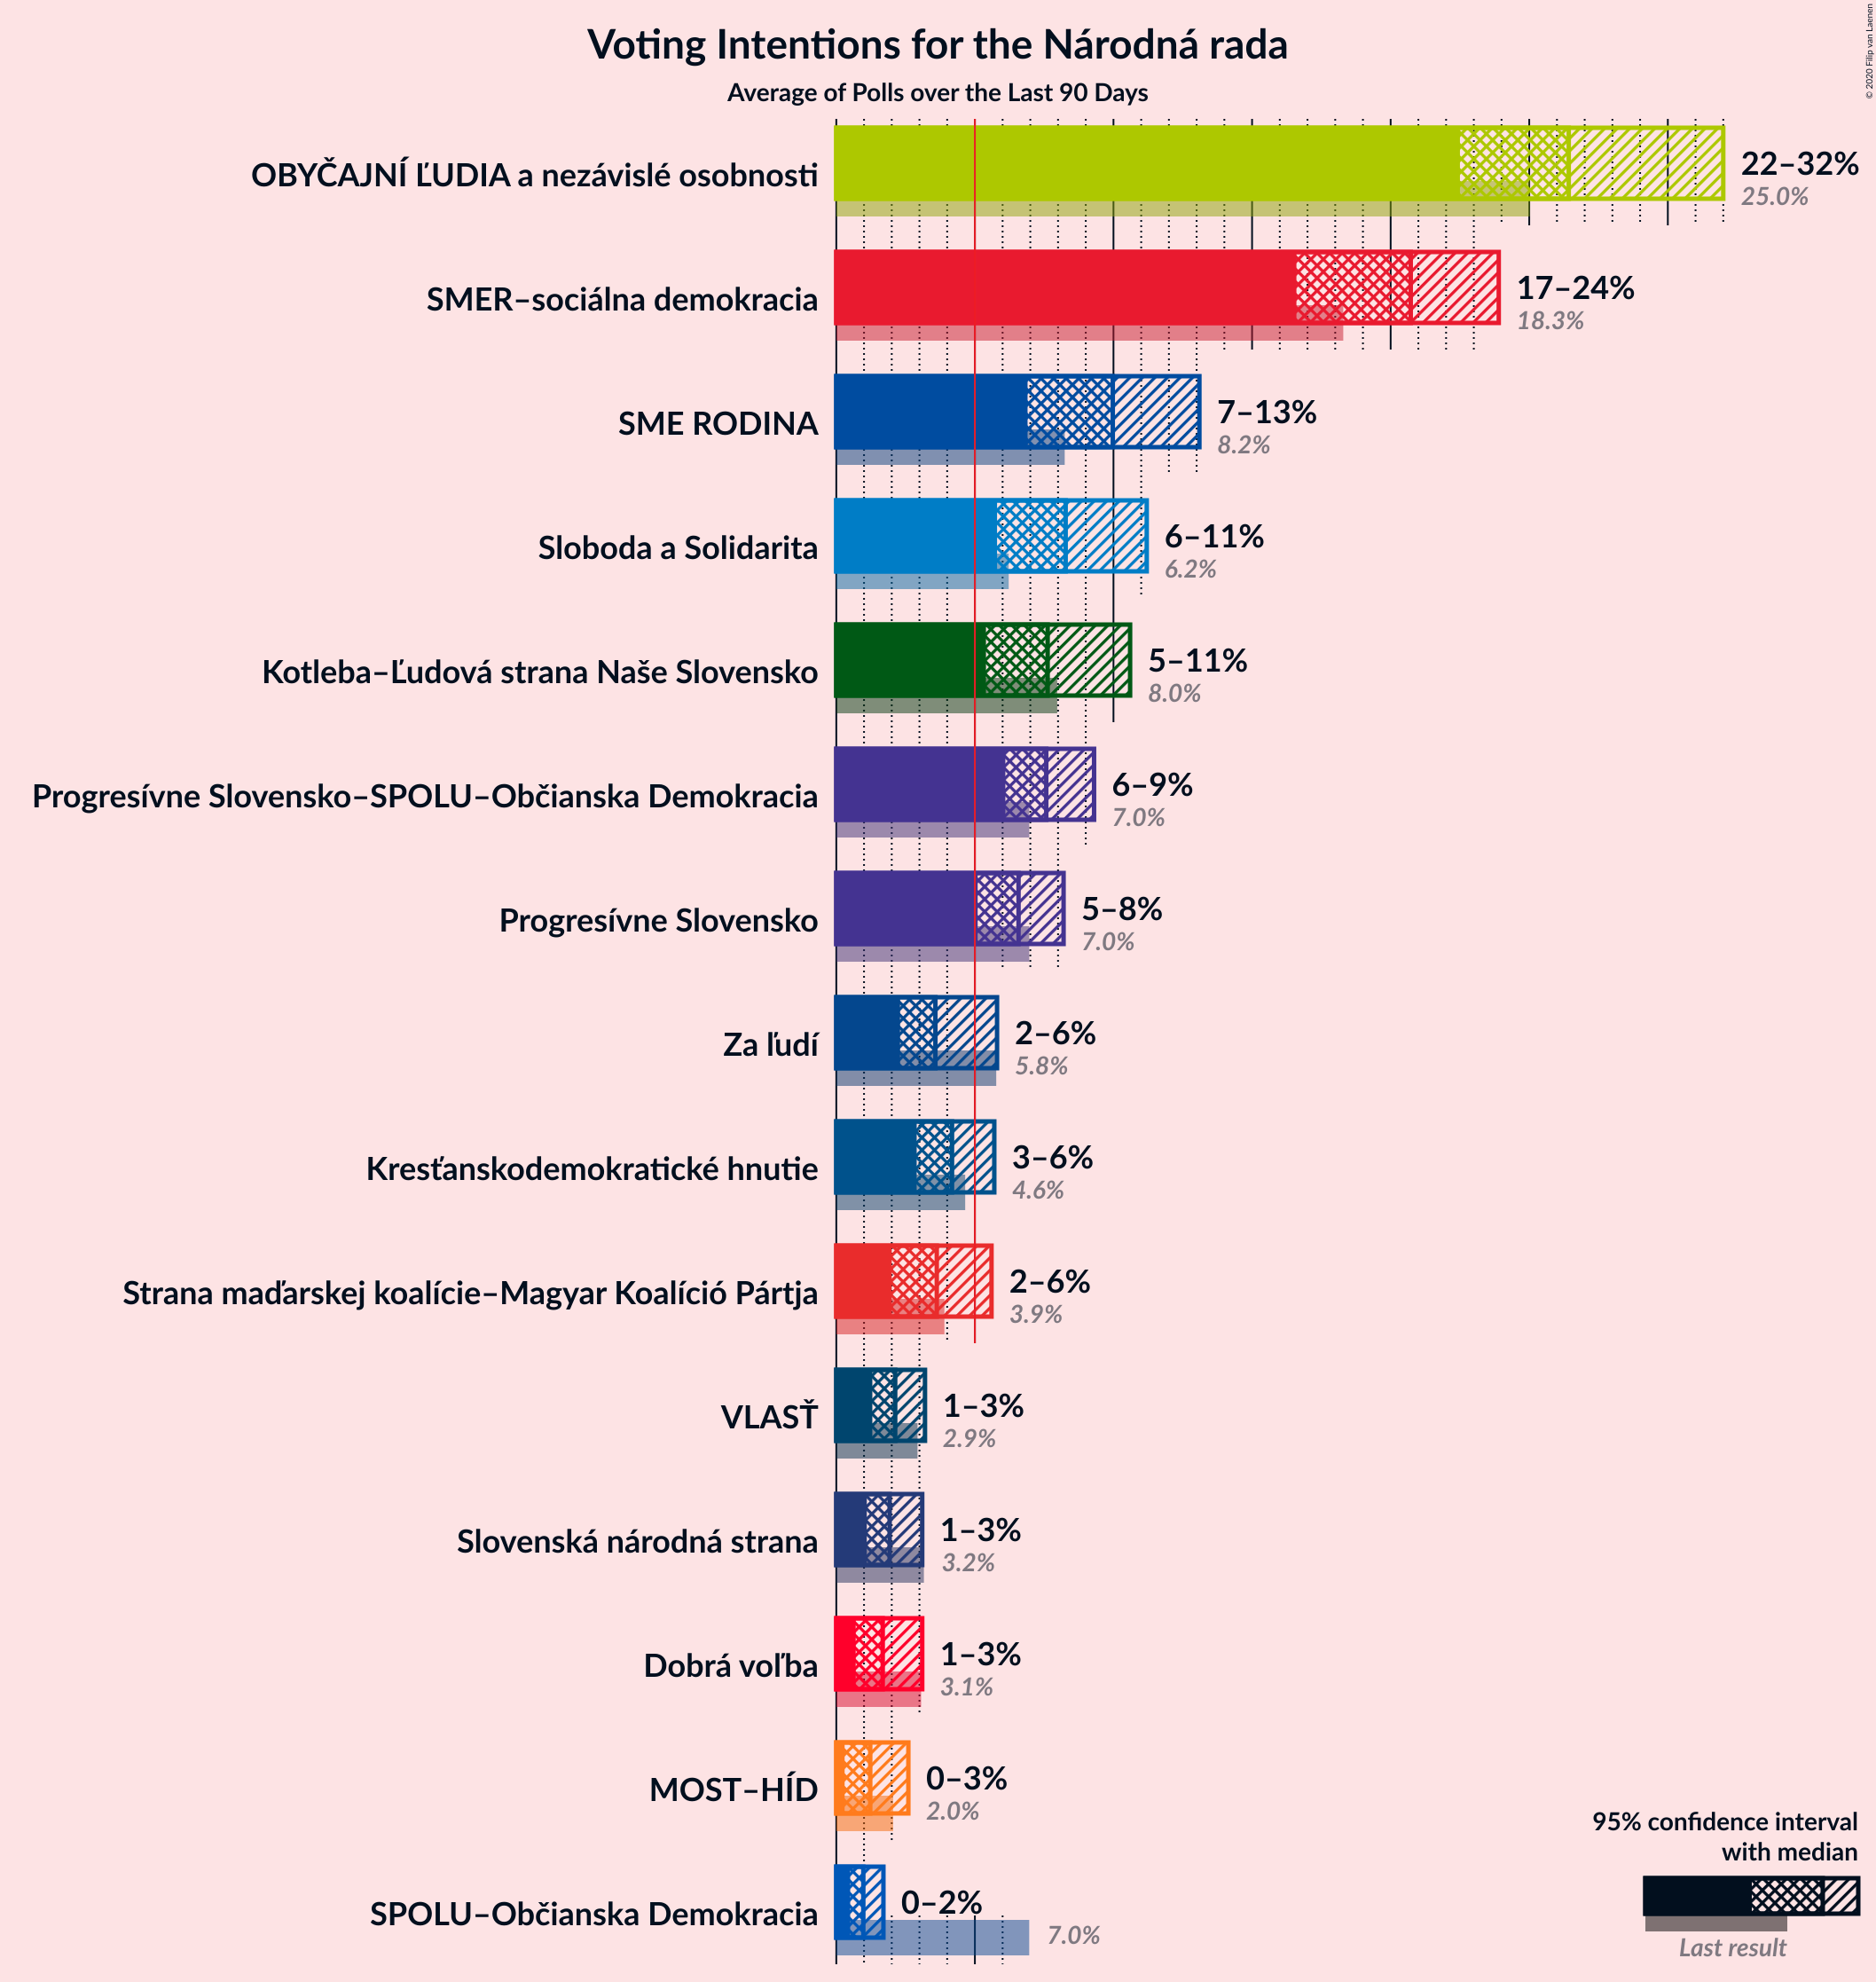 © 2020 Filip van Laenen
Voting Intentions for the Národná rada
Average of Polls over the Last 90 Days
OBYČAJNÍ ĽUDIA a nezávislé osobnosti
22–32%
25.0%
SMER–sociálna demokracia
17–24%
18.3%
SME RODINA
7–13%
8.2%
Sloboda a Solidarita
6–11%
6.2%
Kotleba–Ľudová strana Naše Slovensko
5–11%
8.0%
Progresívne Slovensko–SPOLU–Občianska Demokracia
6–9%
7.0%
Progresívne Slovensko
5–8%
7.0%
Za ľudí
2–6%
5.8%
Kresťanskodemokratické hnutie
3–6%
4.6%
Strana maďarskej koalície–Magyar Koalíció Pártja
2–6%
3.9%
VLASŤ
1–3%
2.9%
Slovenská národná strana
1–3%
3.2%
Dobrá voľba
1–3%
3.1%
MOST–HÍD
0–3%
2.0%
SPOLU–Občianska Demokracia
0–2%
7.0%
95% confidence interval
with median
Last result